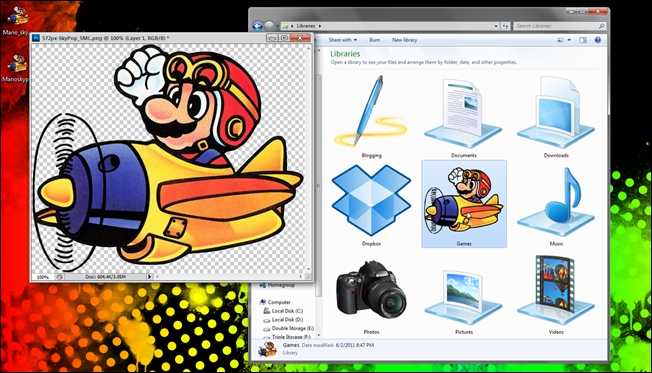 Mario_sky
Marioskyp
572px-SkyPop_SML.png @ 100% (Layer 1, RGB/8) *
100%
Doc: 604.4K/1.05M
Libraries
Search Libraries
Share with
Burn
New library
Libraries
Open a library to see your files and arrange them by folder, date, and other properties.
Blogging
Documents
Downloads
Dropbox
Games
Music
Photos
Pictures
Videos
Homegroup
Computer
Local Disk (C:)
Local Disk (D:)
Double Storage (E:)
Triple Storage (F:)
Games
Date modified: 6/2/2011 8:47 PM
Library